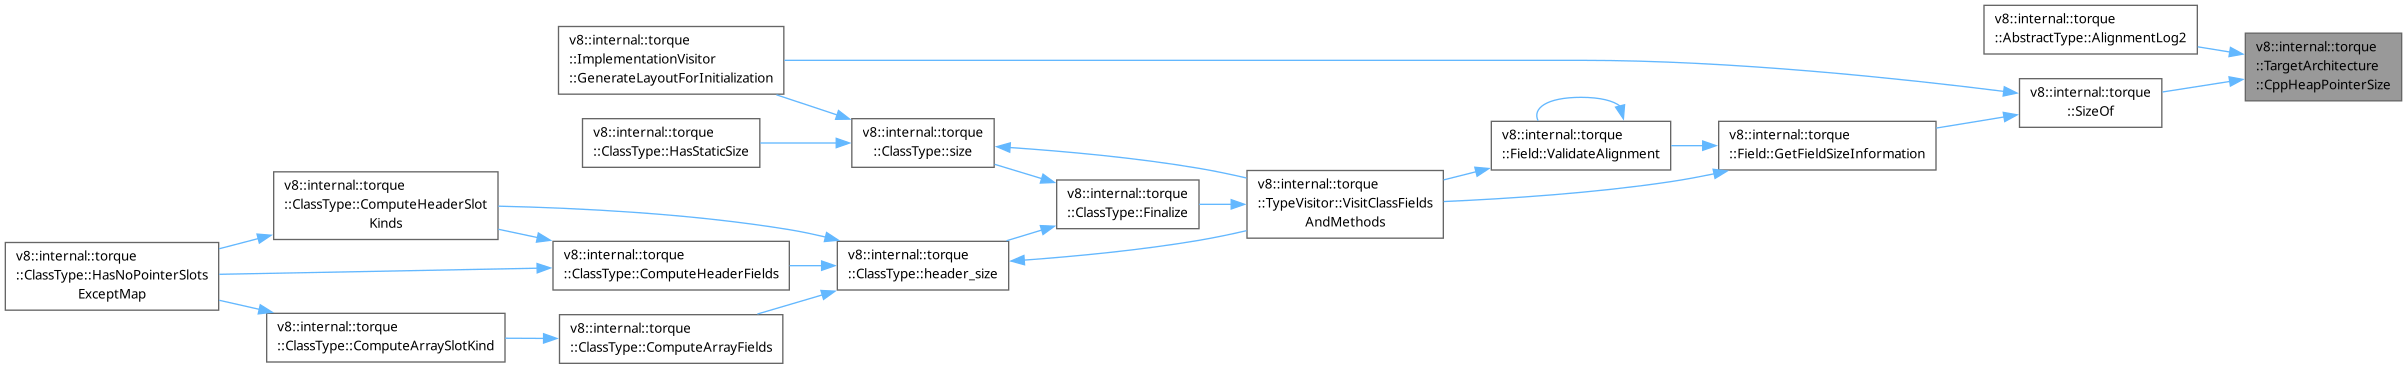 v8::internal::torque
::AbstractType::AlignmentLog2
v8::internal::torque
::TargetArchitecture
::CppHeapPointerSize
v8::internal::torque
::ImplementationVisitor
::GenerateLayoutForInitialization
v8::internal::torque
::SizeOf
v8::internal::torque
::ClassType::HasStaticSize
v8::internal::torque
::ClassType::size
v8::internal::torque
::Field::ValidateAlignment
v8::internal::torque
::Field::GetFieldSizeInformation
v8::internal::torque
::ClassType::ComputeHeaderSlot
Kinds
v8::internal::torque
::ClassType::Finalize
v8::internal::torque
::TypeVisitor::VisitClassFields
AndMethods
v8::internal::torque
::ClassType::HasNoPointerSlots
ExceptMap
v8::internal::torque
::ClassType::ComputeHeaderFields
v8::internal::torque
::ClassType::header_size
v8::internal::torque
::ClassType::ComputeArraySlotKind
v8::internal::torque
::ClassType::ComputeArrayFields